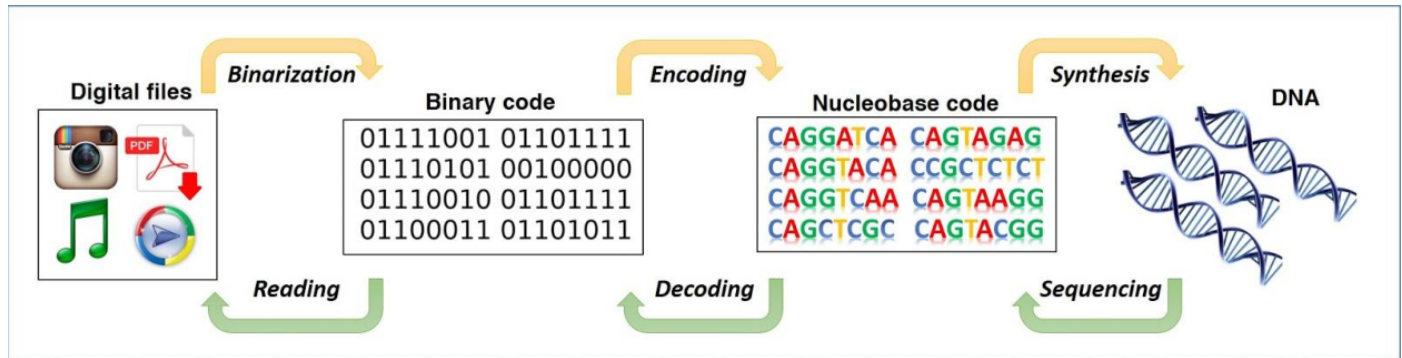 Binarization
Encoding
Synthesis
Digital files
Binary code
Nucleobase code
DNA
PDF
01111001 01101111
01110101 00100000
01110010 01101111
01100011 01101011
CAGGATCA CAGTAGAG
CAGGTACA CCGCTCTCT
CAGGTCAA CAGTAAGG
CAGCTCGC CAGTACGG
Reading
Decoding
Sequencing